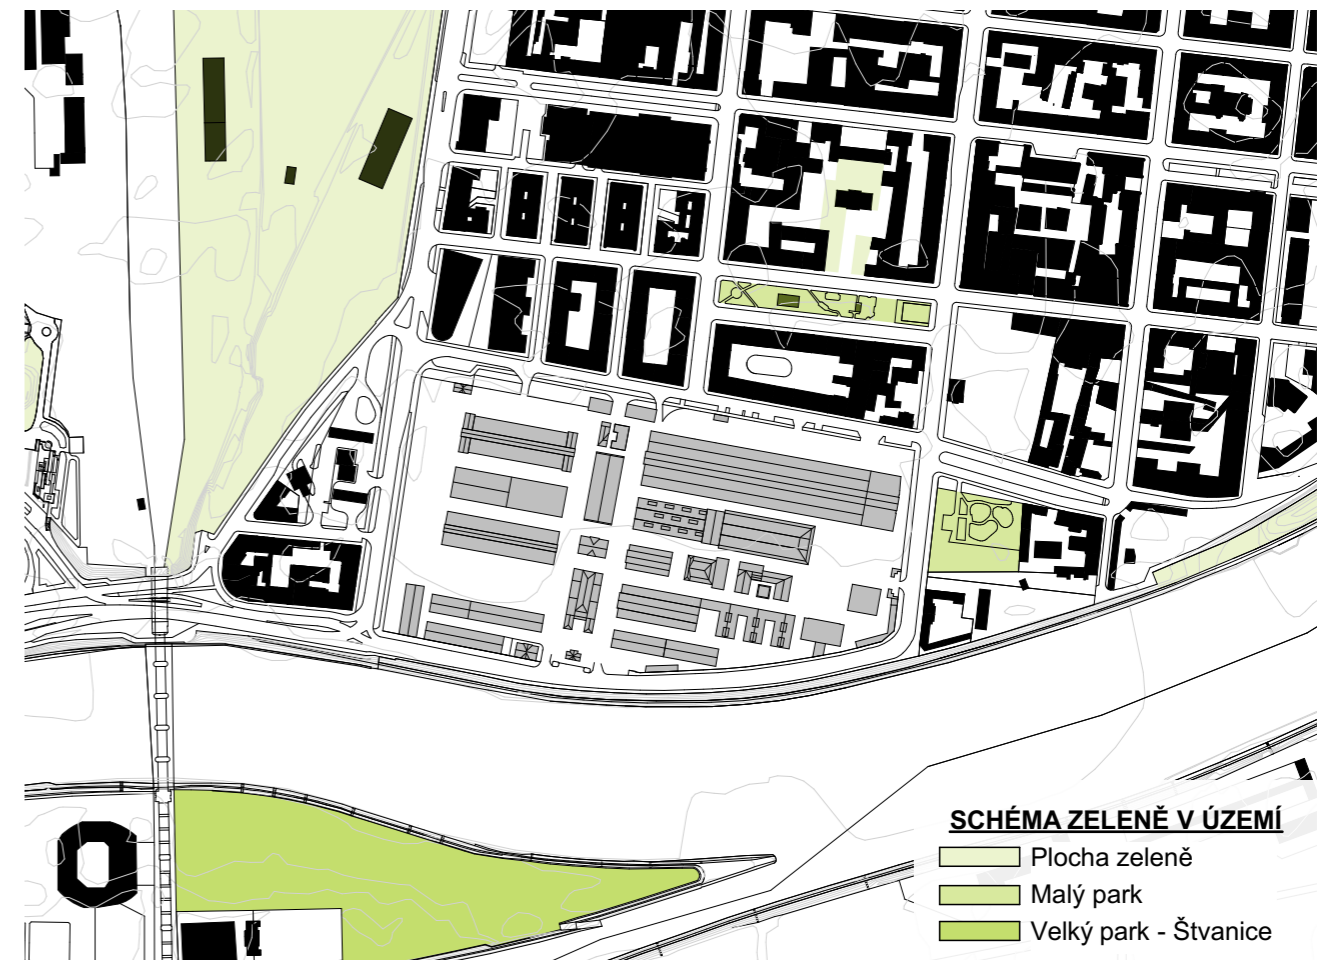 SCHÉMA ZELENĚ V ÚZEMÍ
Plocha zeleně
Malý park
Velký park - Štvanice